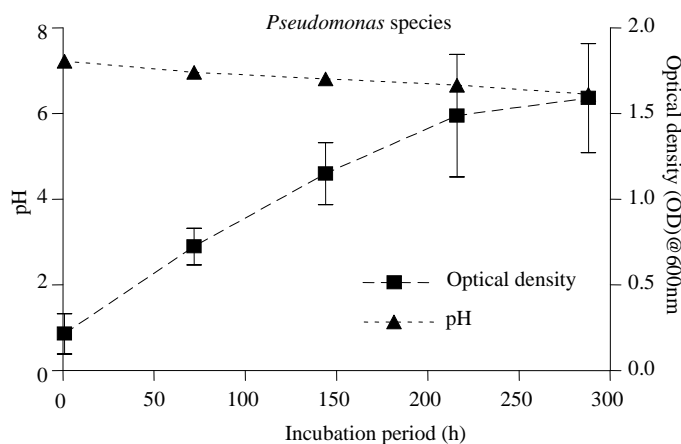 Pseudomonas species
8
6
4
2
0
pH
2.0
1.5
1.0
0.5
0.0
Optical density (OD)@600nm
Optical density
pH
0 50 100 150 200 250 300
Incubation period (h)